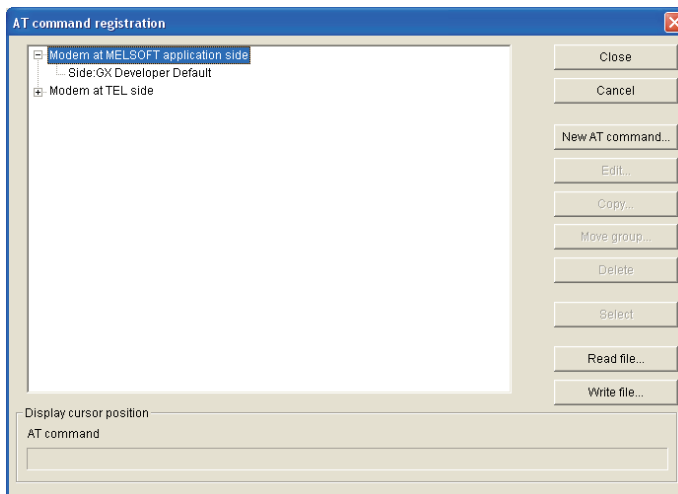 AT command registration
Modem at MELSOFT application side
Side:GX Developer Default
Modem at TEL side
Close
Cancel
New AT command...
Edit...
Copy...
Move group...
Delete
Select
Read file...
Write file...
Display cursor position
AT command